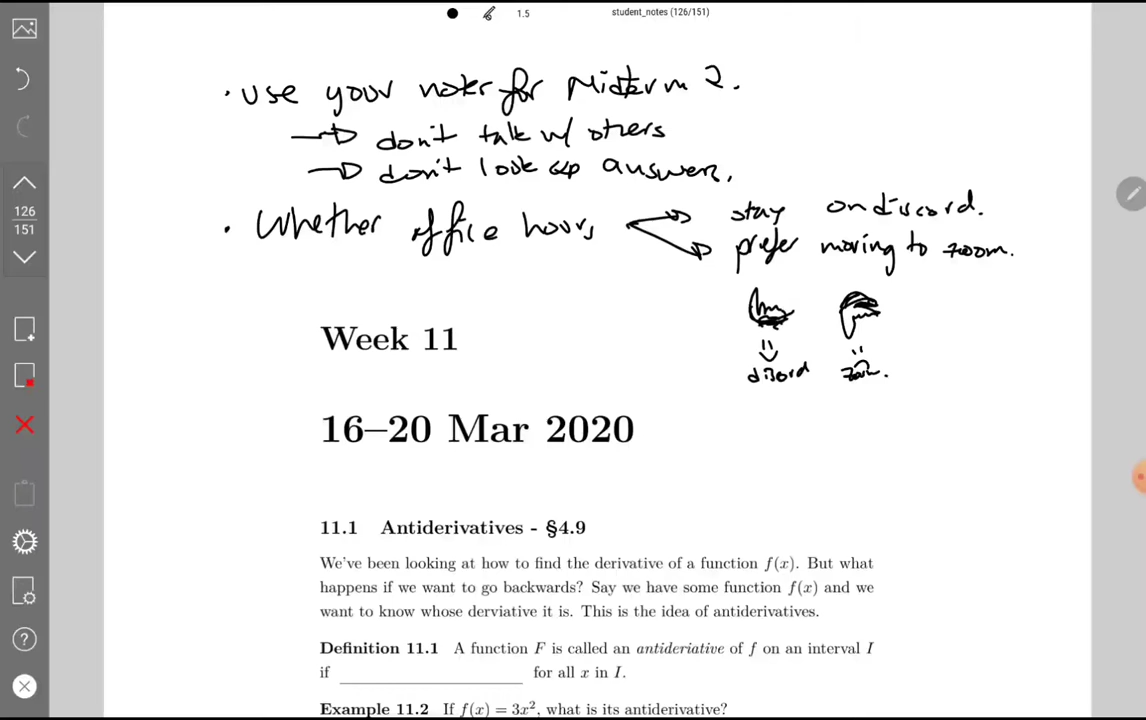 1.5 student_notes (126/151)
· use your notes for Midterm 2.
→ don't talk w/ others
→ don't look up answers.
· Whether office hours
stay on discord.
prefer moving to zoom.
discord zoom.
126
151
Week 11
16–20 Mar 2020
11.1 Antiderivatives - §4.9
We've been looking at how to find the derivative of a function f(x). But what
happens if we want to go backwards? Say we have some function f(x) and we
want to know whose derviative it is. This is the idea of antiderivatives.
Definition 11.1 A function F is called an antideriative of f on an interval I
if ____________ for all x in I.
Example 11.2 If f(x) = 3x², what is its antiderivative?